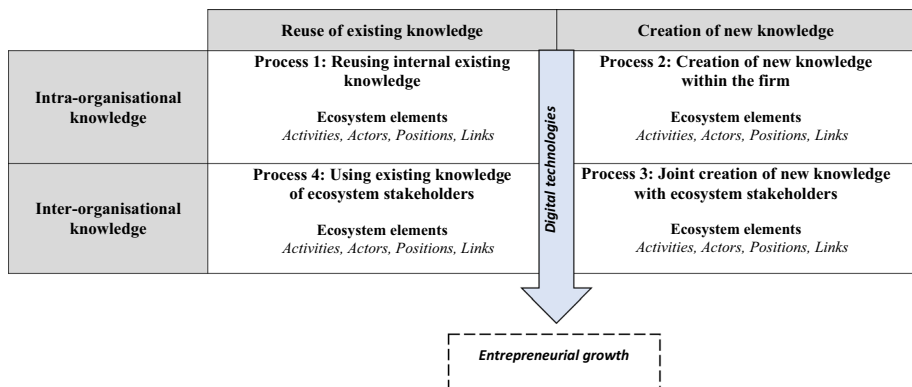 Reuse of existing knowledge
Creation of new knowledge
Intra-organisational
knowledge
Process 1: Reusing internal existing
knowledge
Ecosystem elements
Activities, Actors, Positions, Links
Digital technologies
Process 2: Creation of new knowledge
within the firm
Ecosystem elements
Activities, Actors, Positions, Links
Inter-organisational
knowledge
Process 4: Using existing knowledge
of ecosystem stakeholders
Ecosystem elements
Activities, Actors, Positions, Links
Process 3: Joint creation of new knowledge
with ecosystem stakeholders
Ecosystem elements
Activities, Actors, Positions, Links
Entrepreneurial growth